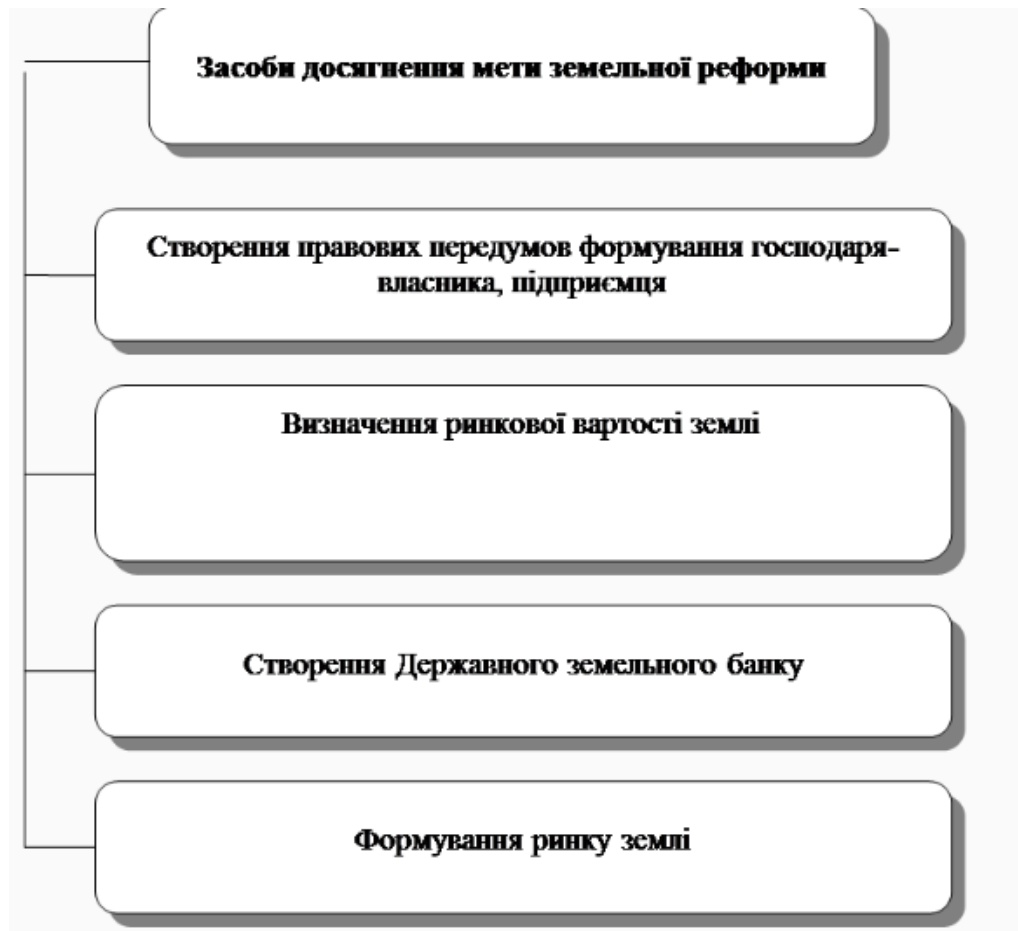 Засоби досягнення мети земельної реформи
Створення правових передумов формування господаря-
власника, підприємця
Визначення ринкової вартості землі
Створення Державного земельного банку
Формування ринку землі